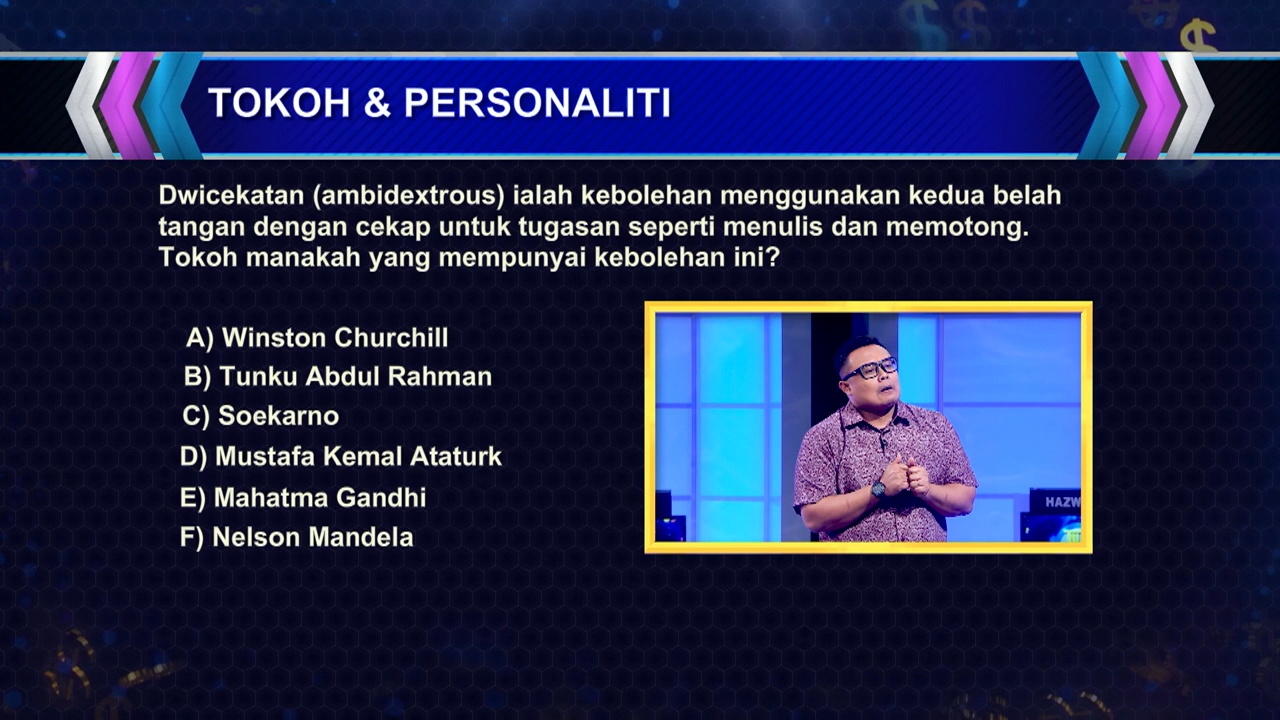 TOKOH & PERSONALITI
Dwicekatan (ambidextrous) ialah kebolehan menggunakan kedua belah
tangan dengan cekap untuk tugasan seperti menulis dan memotong.
Tokoh manakah yang mempunyai kebolehan ini?
A) Winston Churchill
B) Tunku Abdul Rahman
C) Soekarno
D) Mustafa Kemal Ataturk
E) Mahatma Gandhi
F) Nelson Mandela
HAZW